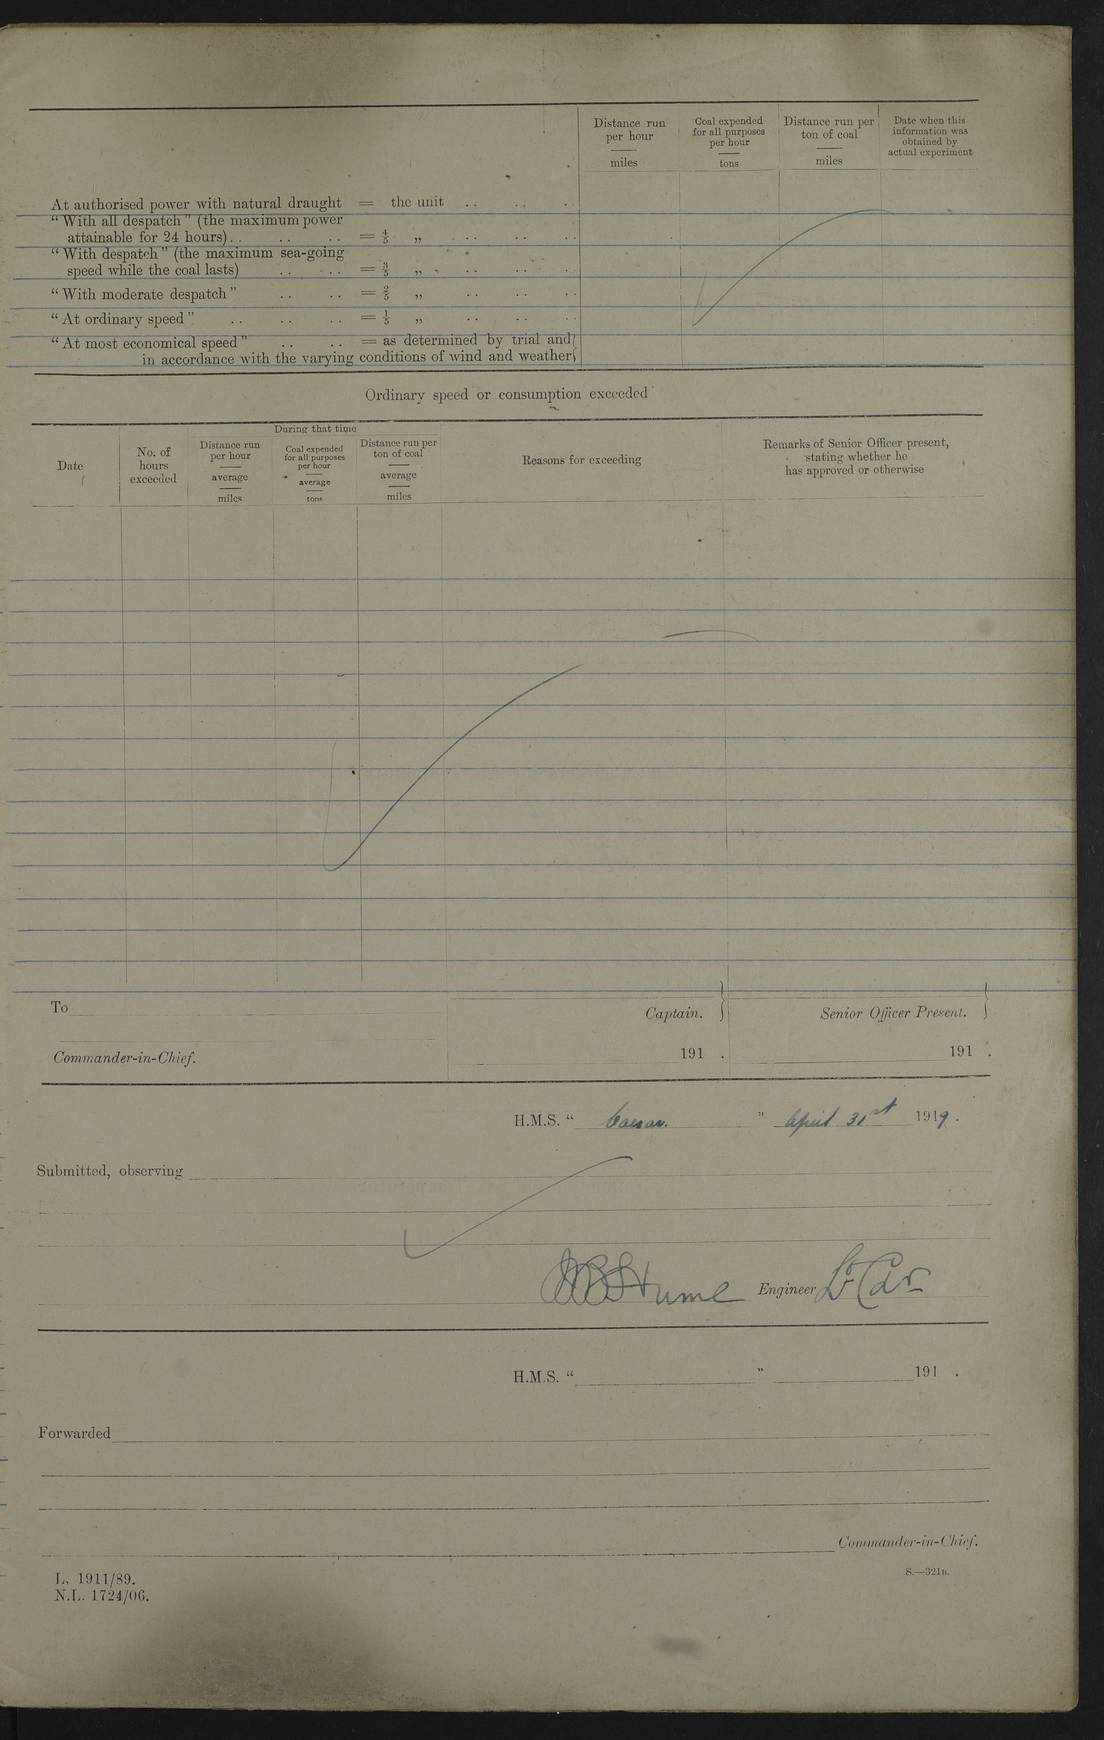 Distance run per hour miles
Coal expended for all purposes per hour tons
Distance run per ton of coal miles
Date when this information was obtained by actual experiment
At authorised power with natural draught = the unit .. .. ..
“With all despatch” (the maximum power
attainable for 24 hours) .. .. .. = 4/5 „ .. .. ..
“With despatch” (the maximum sea-going
speed while the coal lasts) .. .. = 3/5 „ .. .. ..
“With moderate despatch” .. .. = 2/5 „ .. .. ..
“At ordinary speed” .. .. .. = 1/5 „ .. .. ..
“At most economical speed” .. .. = as determined by trial and
in accordance with the varying conditions of wind and weather
Ordinary speed or consumption exceeded
During that time
Date
No. of hours exceeded
Distance run per hour average miles
Coal expended for all purposes per hour average tons
Distance run per ton of coal average miles
Reasons for exceeding
Remarks of Senior Officer present, stating whether he has approved or otherwise
To
Captain.
Senior Officer Present.
Commander-in-Chief.
191 .
191 .
H.M.S. “ Caesar. ” April 31st 1919.
Submitted, observing
Hume Engineer Lt Cdr
H.M.S. “ ” 191 .
Forwarded
Commander-in-Chief.
L. 1911/89.
N.L. 1724/06.